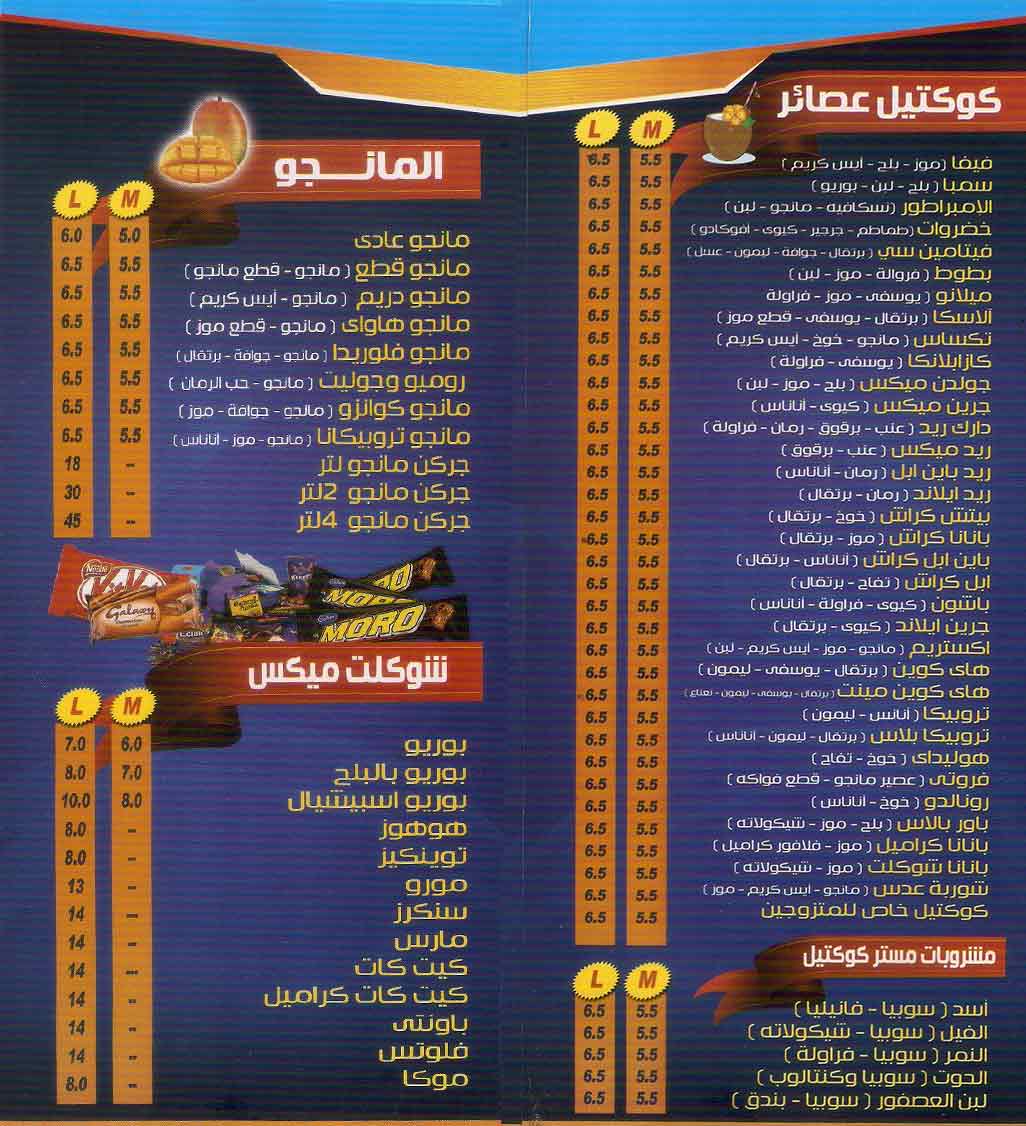 كوكتيل عصائر
L M
فيفا (موز - بلح - آيس كريم) 5.5 6.5
سمبا (بلح - لبن - بوريو) 5.5 6.5
الإمبراطور (نسكافيه - مانجو - لبن) 5.5 6.5
خضروات (طماطم - جرجير - كيوى - أفوكادو) 5.5 6.5
فيتامين سي (برتقال - جوافة - ليمون - عسل) 5.5 6.5
بطوط (فروالة - موز - لبن) 5.5 6.5
ميلانو (يوسفى - موز - فراولة 5.5 6.5
ألاسكا (برتقال - يوسفى - قطع موز) 5.5 6.5
تكساس (مانجو - خوخ - آيس كريم) 5.5 6.5
كازابلانكا (يوسفى - فراولة) 5.5 6.5
جولدن ميكس (بلح - موز - لبن) 5.5 6.5
جرين ميكس (كيوى - أناناس) 5.5 6.5
دارك ريد (عنب - برقوق - رمان - فراولة) 5.5 6.5
ريد ميكس (عنب - برقوق) 5.5 6.5
ريد باين ابل (رمان - أناناس) 5.5 6.5
ريد ايلاند (رمان - برتقال) 5.5 6.5
بيتش كراش (خوخ - برتقال) 5.5 6.5
بانانا كراش (موز - برتقال) 5.5 6.5
باين ابل كراش (أناناس - برتقال) 5.5 6.5
ابل كراش (تفاح - برتقال) 5.5 6.5
باشون (كيوى - فراولة - أناناس) 5.5 6.5
جرين ايلاند (كيوى - برتقال) 5.5 6.5
اكستريم (مانجو - موز - آيس كريم - لبن) 5.5 6.5
هاى كوين (برتقال - يوسفى - ليمون) 5.5 6.5
هاى كوين مينت (برتقال - يوسفى - ليمون - نعناع) 5.5 6.5
تروبيكا (أنانس - ليمون) 5.5 6.5
تروبيكا بلاس (برتقال - ليمون - أناناس) 5.5 6.5
هوليداى (خوخ - تفاح) 5.5 6.5
فروتى (عصير مانجو - قطع فواكه) 5.5 6.5
رونالدو (خوخ - أناناس) 5.5 6.5
باور بالاس (بلح - موز - شيكولاته) 5.5 6.5
بانانا كراميل (موز - فلافور كراميل) 5.5 6.5
بانانا شوكلت (موز - شيكولاته) 5.5 6.5
شوربة عدس (مانجو - آيس كريم - موز) 5.5 6.5
كوكتيل خاص للمتزوجين 5.5 6.5
مشروبات مستر كوكتيل
L M
أسد (سوبيا - فانيليا) 5.5 6.5
الفيل (سوبيا - شيكولاته) 5.5 6.5
النمر (سوبيا - فراولة) 5.5 6.5
الحوت (سوبيا وكنتالوب) 5.5 6.5
لبن العصفور (سوبيا - بندق) 5.5 6.5
المانجو
L M
مانجو عادى 5.0 6.0
مانجو قطع (مانجو - قطع مانجو) 5.5 6.5
مانجو دريم (مانجو - آيس كريم) 5.5 6.5
مانجو هاواى (مانجو - قطع موز) 5.5 6.5
مانجو فلوريدا (مانجو - جوافة - برتقال) 5.5 6.5
روميو وجوليت (مانجو - حب الرمان) 5.5 6.5
مانجو كوانزو (مانجو - جوافة - موز) 5.5 6.5
مانجو تروبيكانا (مانجو - موز - أناناس) 5.5 6.5
جركن مانجو لتر -- 18
جركن مانجو 2لتر -- 30
جركن مانجو 4لتر -- 45
Nestle
Galaxy
MORO
MORO
شوكلت ميكس
L M
بوريو 6.0 7.0
بوريو بالبلح 7.0 8.0
بوريو اسبيشيال 8.0 10.0
هوهوز -- 8.0
توينكيز -- 8.0
مورو -- 13
سنكرز --- 14
مارس -- 14
كيت كات -- 14
كيت كات كراميل -- 14
باونتى -- 14
فلوتس -- 14
موكا -- 8.0